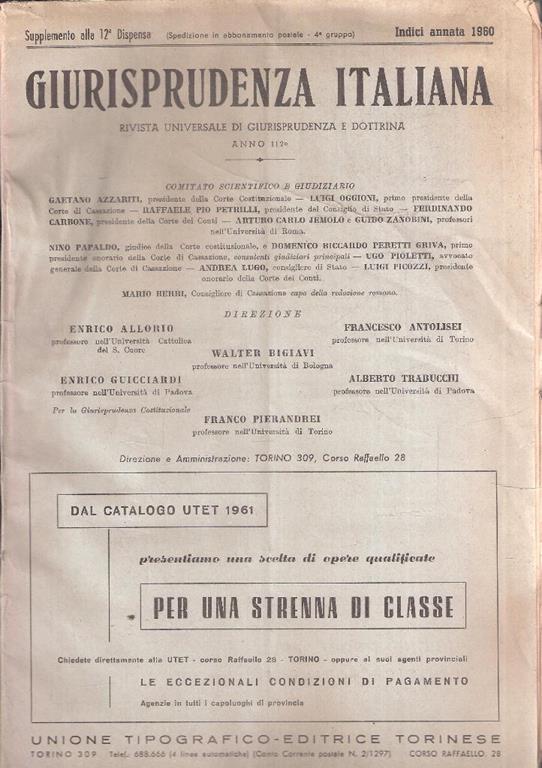 Supplemento alla 12ª Dispensa (Spedizione in abbonamento postale - 4º gruppo) Indici annata 1960
GIURISPRUDENZA ITALIANA
RIVISTA UNIVERSALE DI GIURISPRUDENZA E DOTTRINA
ANNO 112º
COMITATO SCIENTIFICO E GIUDIZIARIO
GAETANO AZZARITI, presidente della Corte Costituzionale — LUIGI OGGIONI, primo presidente della
Corte di Cassazione — RAFFAELE PIO PETRILLI, presidente del Consiglio di Stato — FERDINANDO
CARBONE, presidente della Corte dei Conti — ARTURO CARLO JEMOLO e GUIDO ZANOBINI, professori
nell'Università di Roma.
NINO PAPALDO, giudice della Corte costituzionale, e DOMENICO RICCARDO PERETTI GRIVA, primo
presidente onorario della Corte di Cassazione, consulenti giudiziari principali — UGO PIOLETTI, avvocato
generale della Corte di Cassazione — ANDREA LUGO, consigliere di Stato — LUIGI PICOZZI, presidente
onorario della Corte dei Conti.
MARIO BERRI, Consigliere di Cassazione capo della redazione romana.
DIREZIONE
ENRICO ALLORIO
professore nell'Università Cattolica
del S. Cuore
FRANCESCO ANTOLISEI
professore nell'Università di Torino
WALTER BIGIAVI
professore nell'Università di Bologna
ENRICO GUICCIARDI
professore nell'Università di Padova
ALBERTO TRABUCCHI
professore nell'Università di Padova
Per la Giurisprudenza Costituzionale
FRANCO PIERANDREI
professore nell'Università di Torino
Direzione e Amministrazione: TORINO 309, Corso Raffaello 28
DAL CATALOGO UTET 1961
presentiamo una scelta di opere qualificate
PER UNA STRENNA DI CLASSE
Chiedete direttamente alla UTET - corso Raffaello 28 - TORINO - oppure ai suoi agenti provinciali
LE ECCEZIONALI CONDIZIONI DI PAGAMENTO
Agenzie in tutti i capoluoghi di provincia
UNIONE TIPOGRAFICO-EDITRICE TORINESE
TORINO 309 Telef. 688.666 (4 linee automatiche) (Conto Corrente postale N. 2/1297) CORSO RAFFAELLO, 28